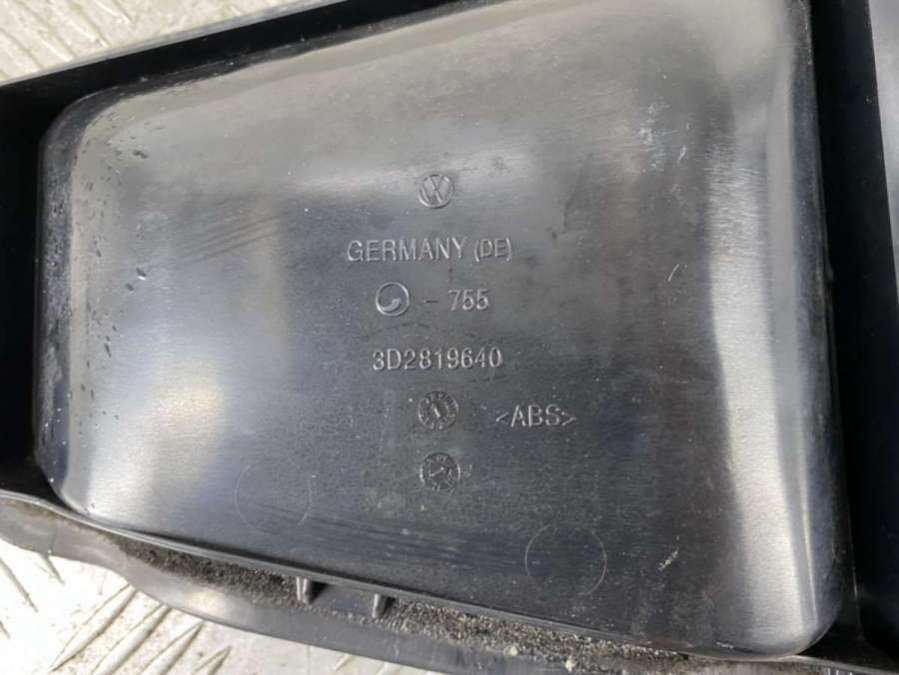 GERMANY (DE)
- 755
3D2819640
<ABS>